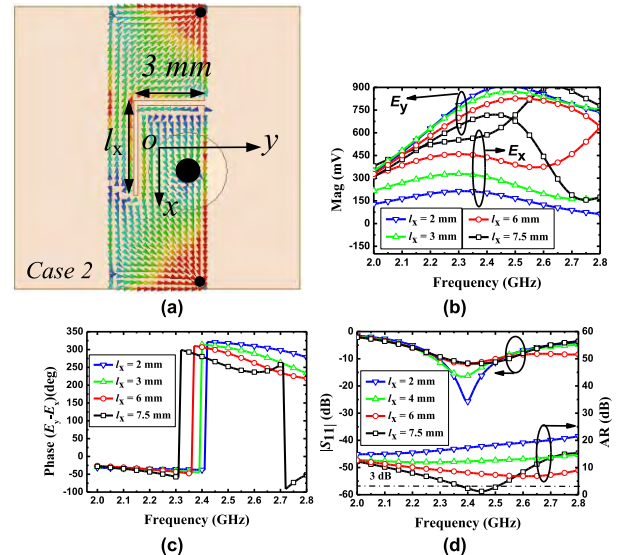 3 mm
lx
o
y
x
Case 2
(a)
900
750
600
450
300
150
0
-150
Mag (mV)
Ey
Ex
lx = 2 mm
lx = 3 mm
lx = 6 mm
lx = 7.5 mm
2.0 2.1 2.2 2.3 2.4 2.5 2.6 2.7 2.8
Frequency (GHz)
(b)
350
300
250
200
150
100
50
0
-50
-100
Phase (Ey-Ex)(deg)
lx = 2 mm
lx = 3 mm
lx = 6 mm
lx = 7.5 mm
2.0 2.1 2.2 2.3 2.4 2.5 2.6 2.7 2.8
Frequency (GHz)
(c)
0
-10
-20
-30
-40
-50
-60
|S11| (dB)
lx = 2 mm
lx = 4 mm
lx = 6 mm
lx = 7.5 mm
3 dB
60
50
40
30
20
10
0
AR (dB)
2.0 2.1 2.2 2.3 2.4 2.5 2.6 2.7 2.8
Frequency (GHz)
(d)